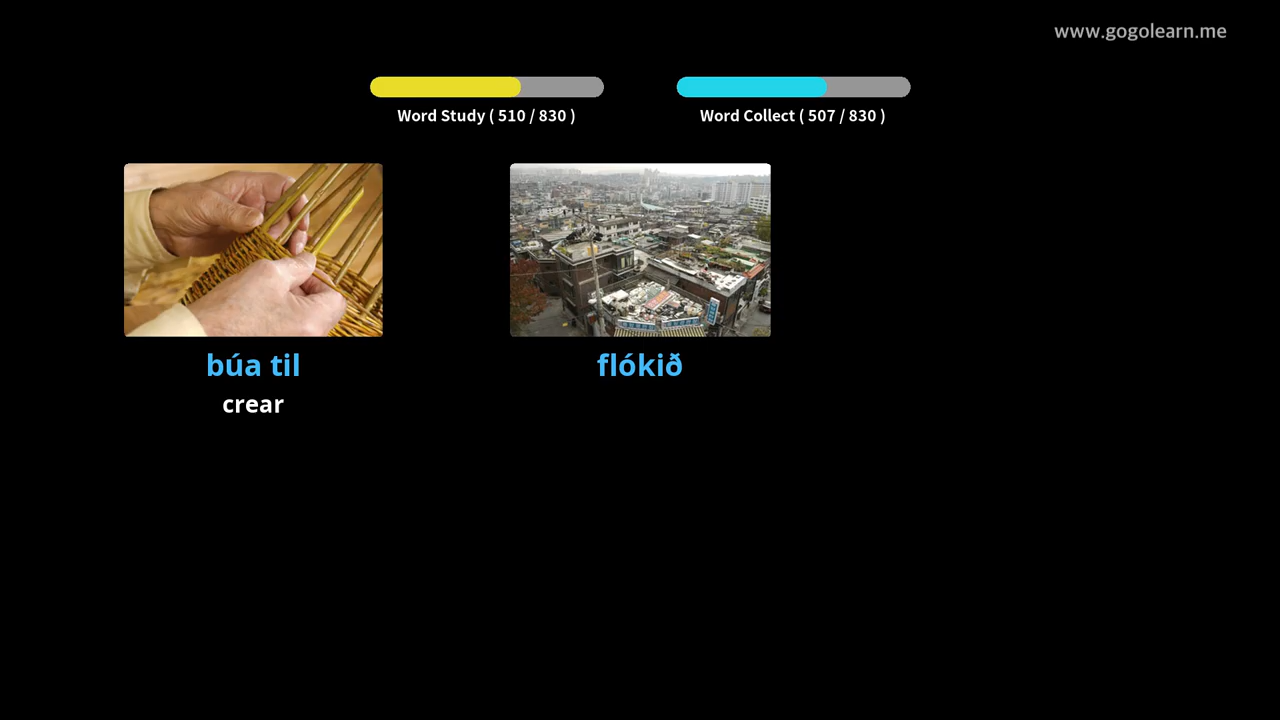 www.gogolearn.me
Word Study ( 510 / 830 )
Word Collect ( 507 / 830 )
búa til
flókið
crear